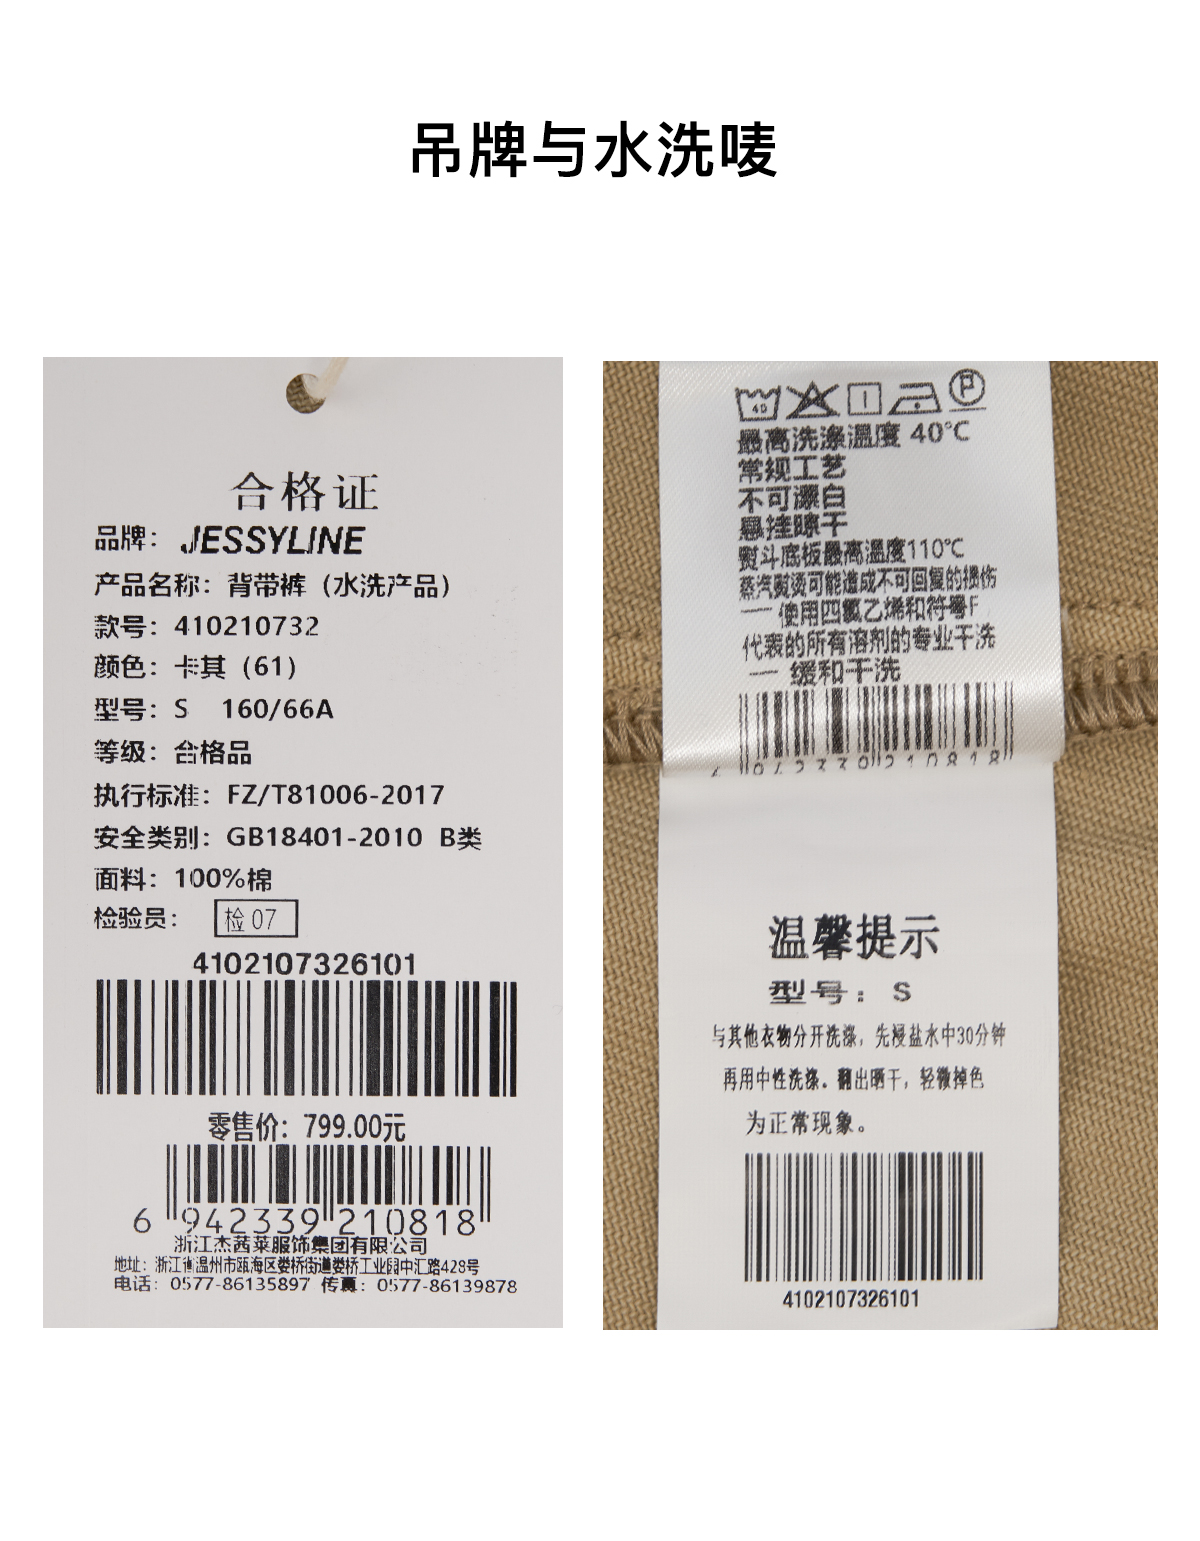 吊牌与水洗唛
合格证
品牌： JESSYLINE
产品名称：背带裤（水洗产品）
款号：410210732
颜色：卡其（61）
型号：S 160/66A
等级：合格品
执行标准：FZ/T81006-2017
安全类别：GB18401-2010 B类
面料：100%棉
检验员： 检07
4102107326101
零售价：799.00元
6 942339 210818
浙江杰茜莱服饰集团有限公司
地址：浙江省温州市瓯海区娄桥街道娄桥工业园中汇路428号
电话：0577-86135897 传真：0577-86139878
40 P
最高洗涤温度 40℃
常规工艺
不可漂白
悬挂晾干
熨斗底板最高温度110℃
蒸汽熨烫可能造成不可回复的损伤
— 使用四氯乙烯和符号F
代表的所有溶剂的专业干洗
— 缓和干洗
6 942339 210818
温馨提示
型号：S
与其他衣物分开洗涤，先浸盐水中30分钟
再用中性洗涤。翻出晒干，轻微掉色
为正常现象。
4102107326101